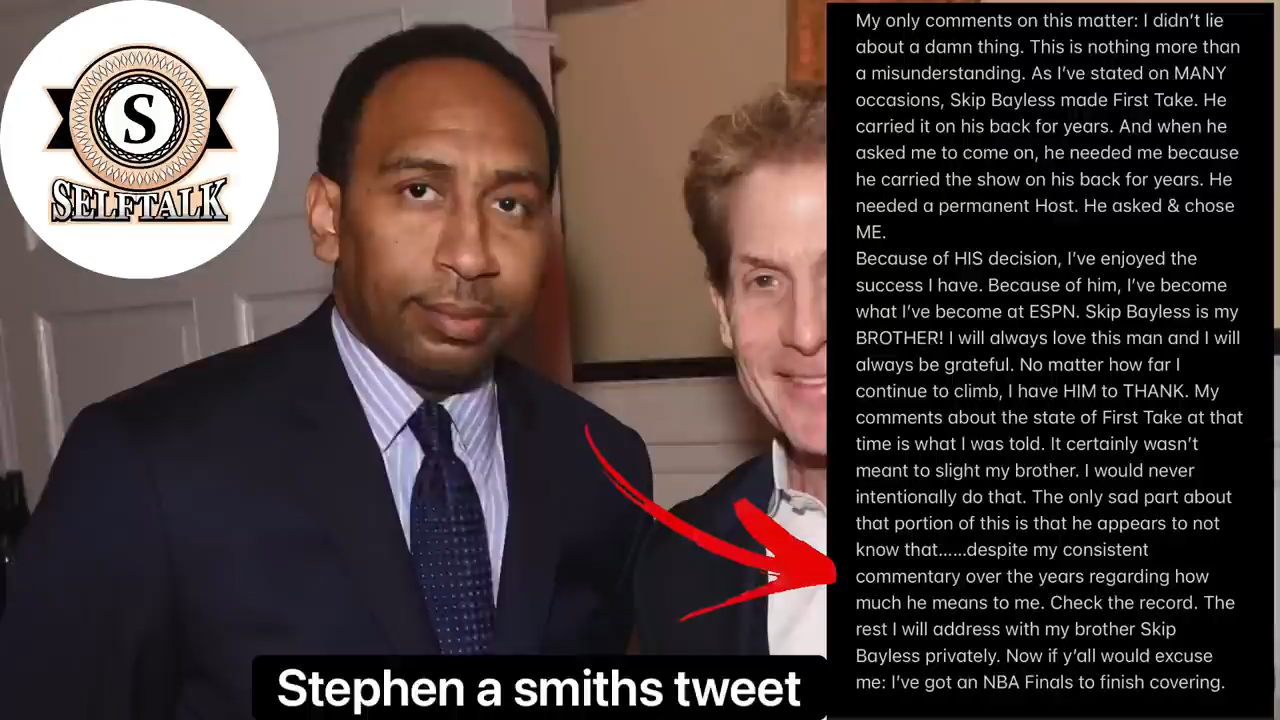 S
SELFTALK
My only comments on this matter: I didn’t lie
about a damn thing. This is nothing more than
a misunderstanding. As I’ve stated on MANY
occasions, Skip Bayless made First Take. He
carried it on his back for years. And when he
asked me to come on, he needed me because
he carried the show on his back for years. He
needed a permanent Host. He asked & chose
ME.
Because of HIS decision, I’ve enjoyed the
success I have. Because of him, I’ve become
what I’ve become at ESPN. Skip Bayless is my
BROTHER! I will always love this man and I will
always be grateful. No matter how far I
continue to climb, I have HIM to THANK. My
comments about the state of First Take at that
time is what I was told. It certainly wasn’t
meant to slight my brother. I would never
intentionally do that. The only sad part about
that portion of this is that he appears to not
know that......despite my consistent
commentary over the years regarding how
much he means to me. Check the record. The
rest I will address with my brother Skip
Bayless privately. Now if y’all would excuse
me: I’ve got an NBA Finals to finish covering.
Stephen a smiths tweet